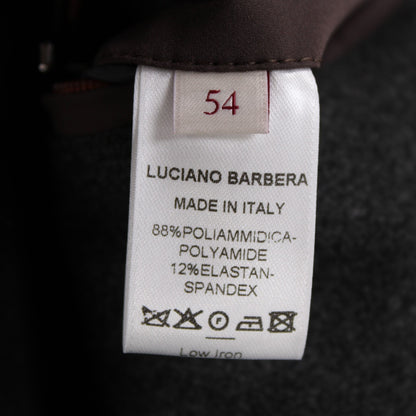 54
LUCIANO BARBERA
MADE IN ITALY
88%POLIAMMIDICA-
POLYAMIDE
12%ELASTAN-
SPANDEX
Low Iron